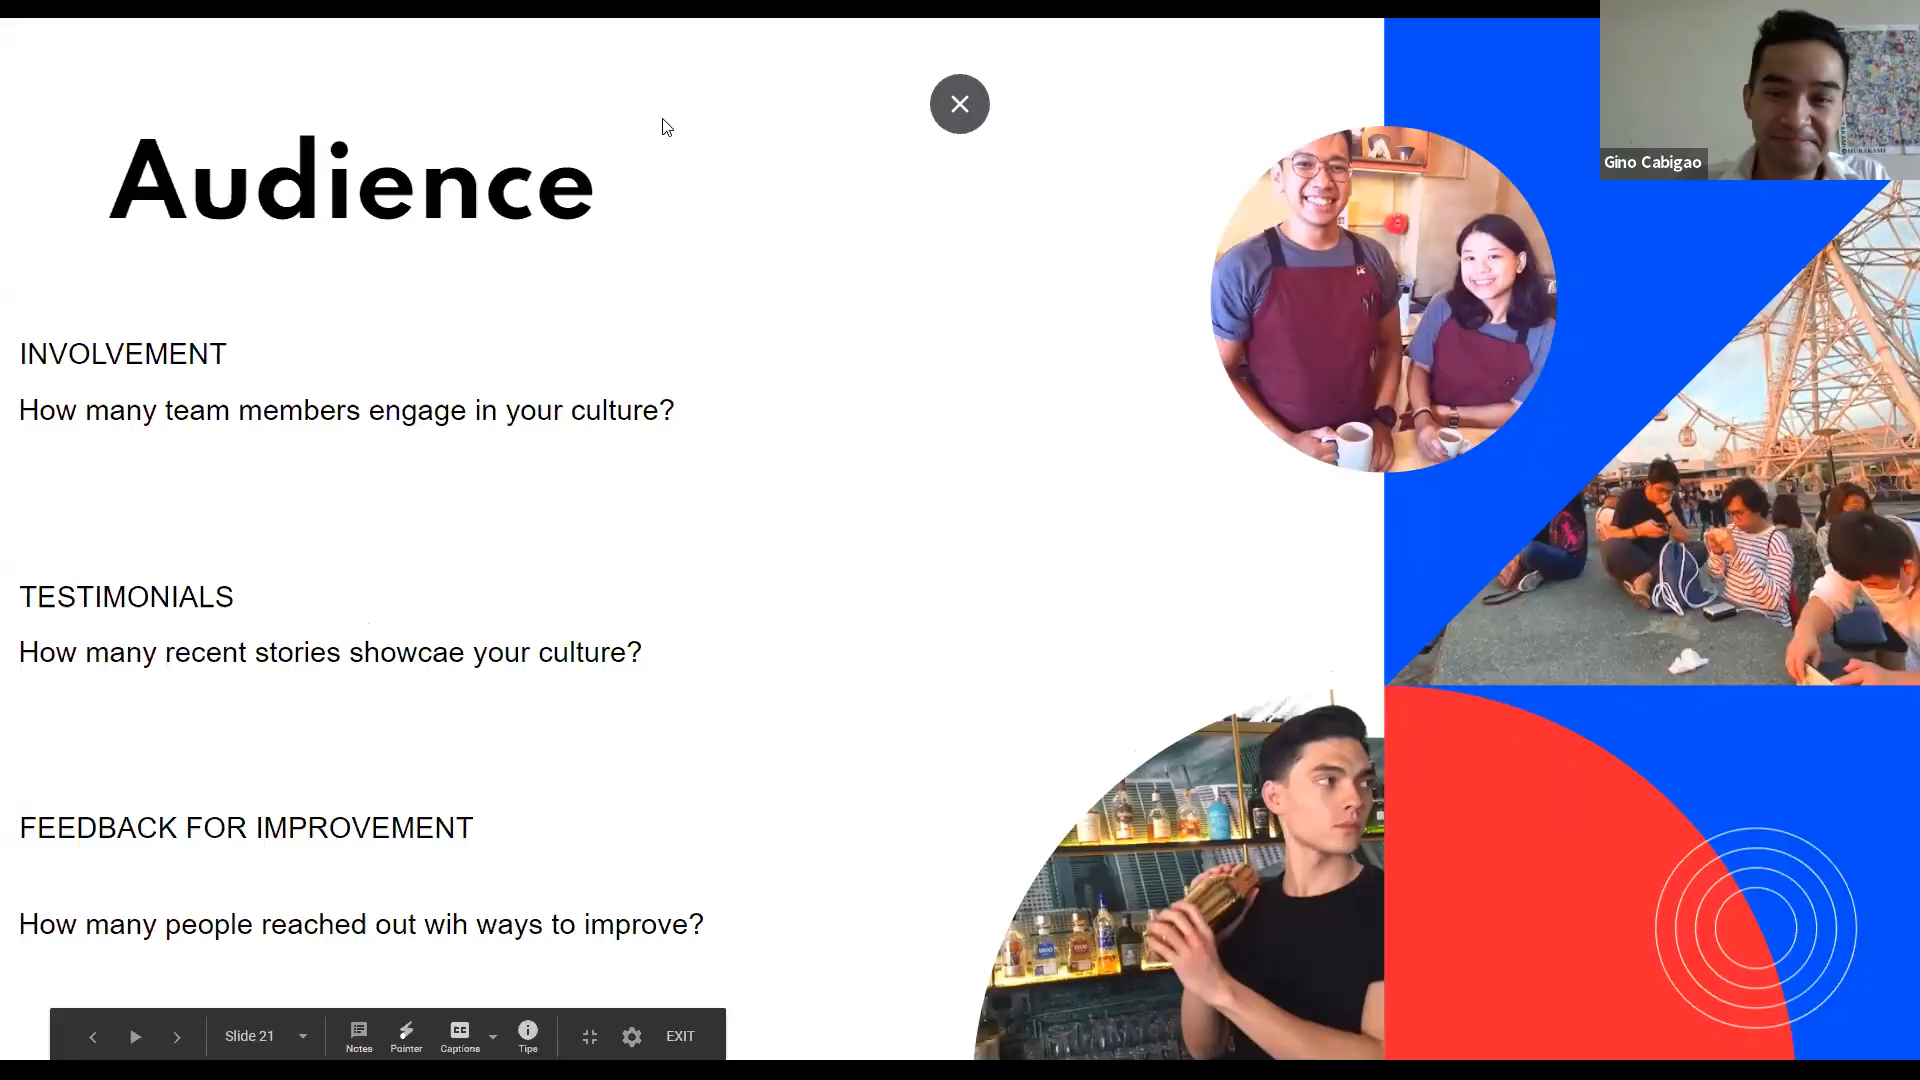 Audience
Gino Cabigao
INVOLVEMENT
How many team members engage in your culture?
TESTIMONIALS
How many recent stories showcae your culture?
FEEDBACK FOR IMPROVEMENT
How many people reached out wih ways to improve?
Slide 21
Notes
Pointer
CC
Captions
Tips
EXIT
MURAKAMI